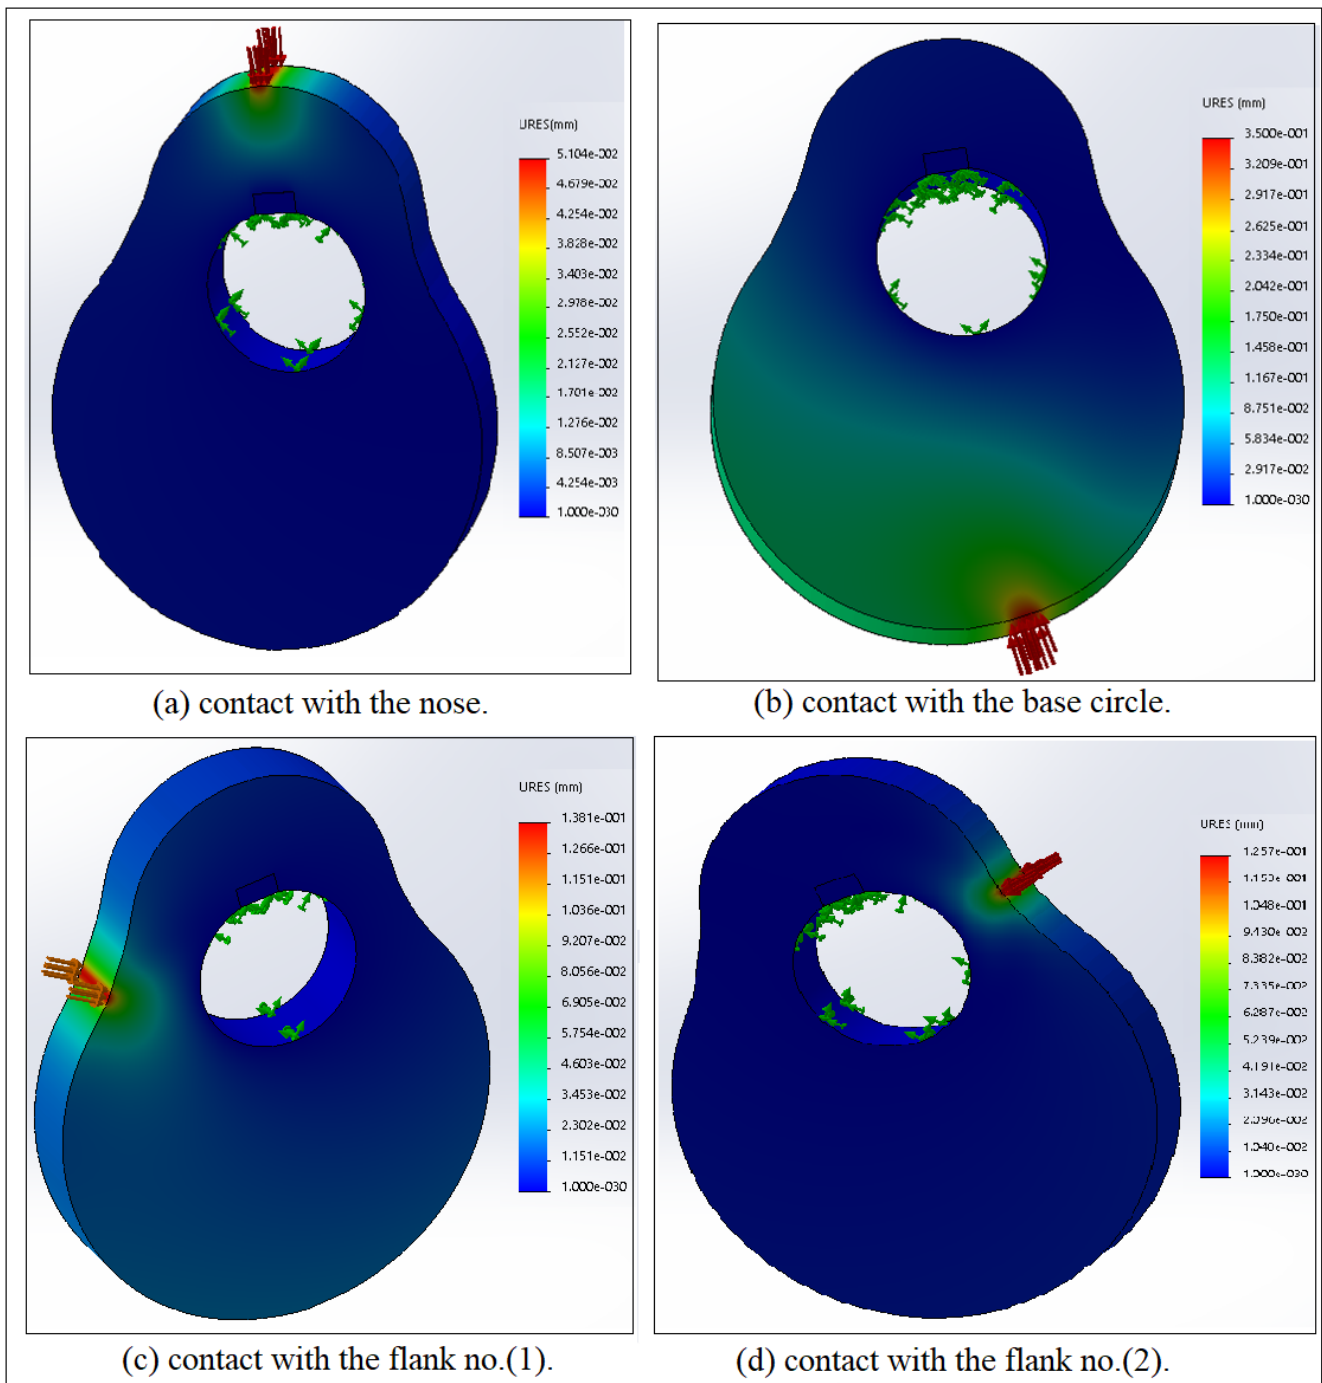 URES(mm)
5.104e-002
4.679e-002
4.254e-002
3.828e-002
3.403e-002
2.978e-002
2.552e-002
2.127e-002
1.701e-002
1.276e-002
8.507e-003
4.254e-003
1.000e-030
(a) contact with the nose.
URES (mm)
3.500e-001
3.209e-001
2.917e-001
2.625e-001
2.334e-001
2.042e-001
1.750e-001
1.458e-001
1.167e-001
8.751e-002
5.834e-002
2.917e-002
1.000e-030
(b) contact with the base circle.
URES (mm)
1.381e-001
1.266e-001
1.151e-001
1.036e-001
9.207e-002
8.056e-002
6.905e-002
5.754e-002
4.603e-002
3.453e-002
2.302e-002
1.151e-002
1.000e-030
(c) contact with the flank no.(1).
URES (mm)
1.257e-001
1.048e-001
8.382e-002
6.287e-002
5.239e-002
4.191e-002
3.143e-002
(d) contact with the flank no.(2).